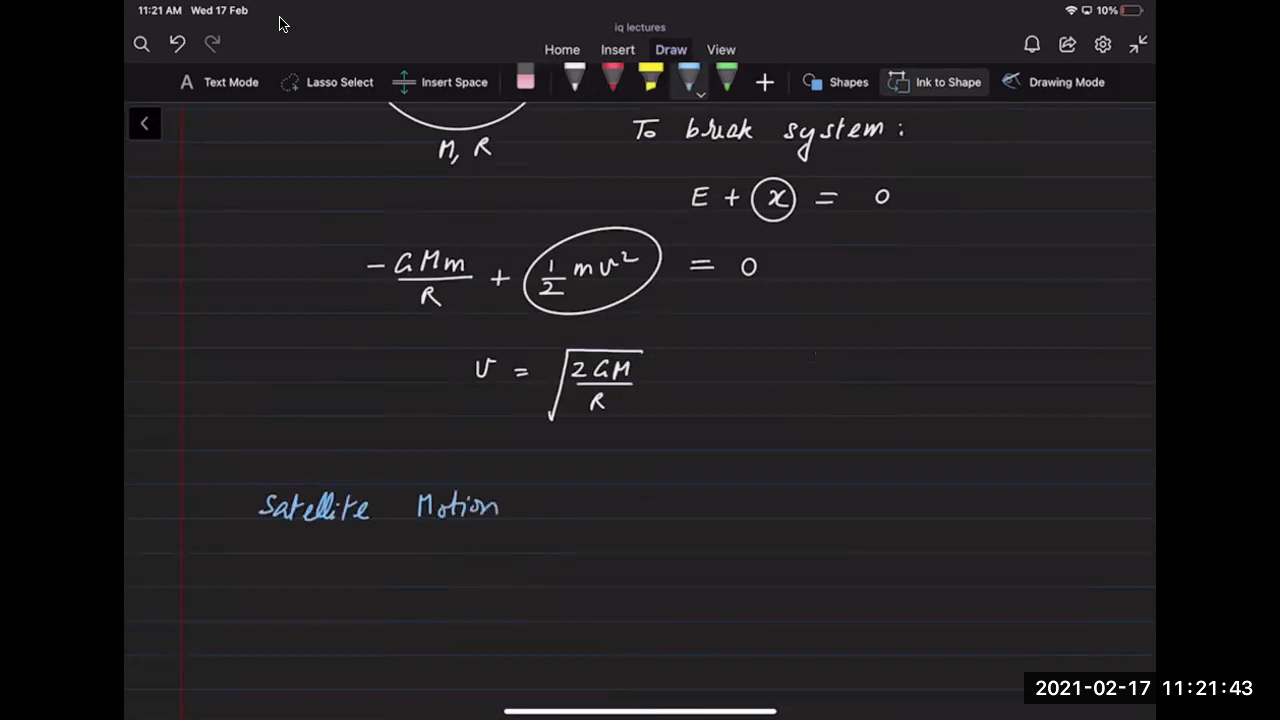 11:21 AM Wed 17 Feb
10%
iq lectures
Home Insert Draw View
Text Mode Lasso Select Insert Space Shapes Ink to Shape Drawing Mode
M, R
To break system :
E + x = 0
- GMm/R + 1/2 mv² = 0
v = √(2GM/R)
Satellite Motion
2021-02-17 11:21:43